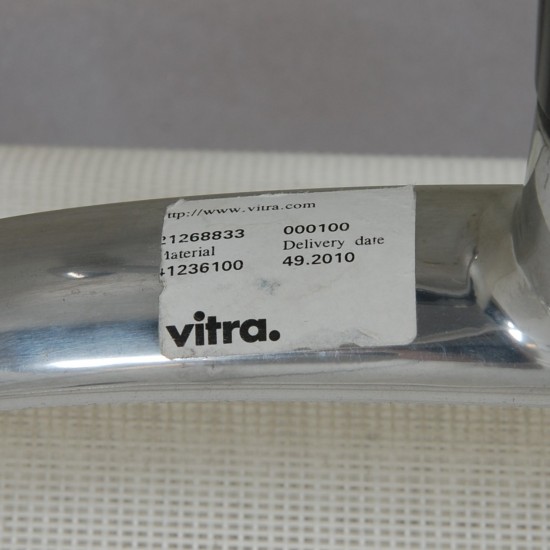 ttp://www.vitra.com
21268833 000100
Material Delivery date
41236100 49.2010
vitra.